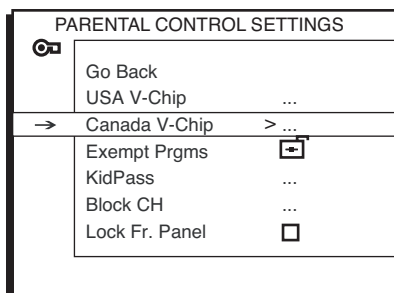 PARENTAL CONTROL SETTINGS
Go Back
USA V-Chip ...
Canada V-Chip > ...
Exempt Prgms
KidPass ...
Block CH ...
Lock Fr. Panel